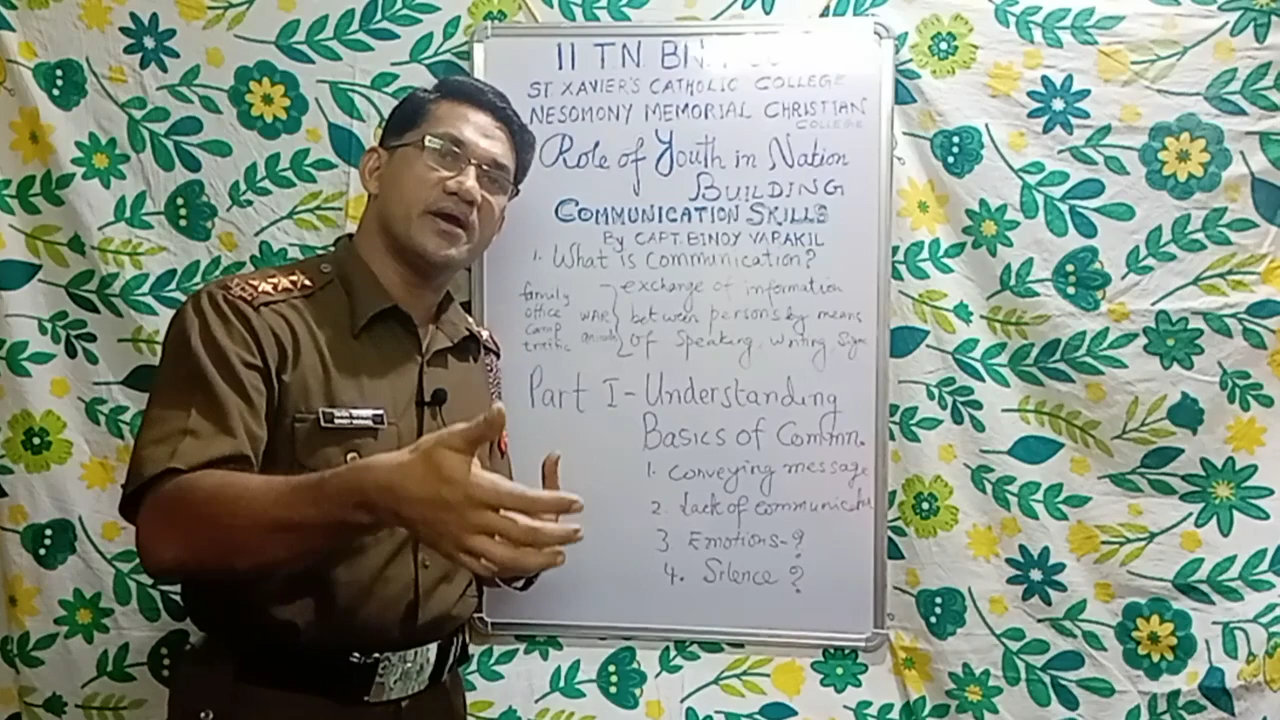 11 TN. BN.
ST XAVIER'S CATHOLIC COLLEGE
NESOMONY MEMORIAL CHRISTIAN
COLLEGE
Role of Youth in Nation
BUILDING
COMMUNICATION SKILLS
By CAPT. BINOY VARAKIL
1. What is communication?
family exchange of information
office WAR between persons by means
camp animals of Speaking, writing, Sign
traffic
Part I - Understanding
Basics of Commn.
1. Conveying message
2. Lack of communicatn
3. Emotions - ?
4. Silence ?